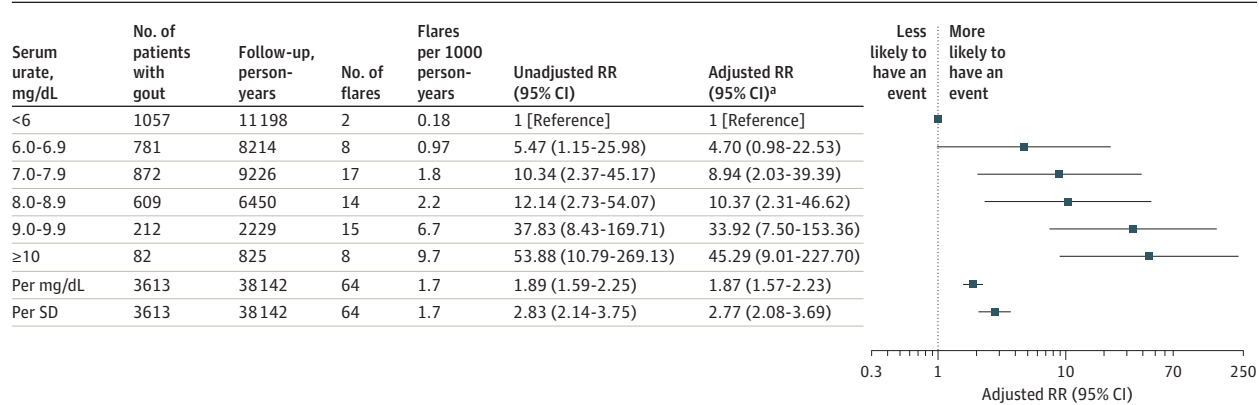 Serum urate, mg/dL No. of patients with gout Follow-up, person-years No. of flares Flares per 1000 person-years Unadjusted RR (95% CI) Adjusted RR (95% CI)a Less likely to have an event More likely to have an event
<6 1057 11 198 2 0.18 1 [Reference] 1 [Reference]
6.0-6.9 781 8214 8 0.97 5.47 (1.15-25.98) 4.70 (0.98-22.53)
7.0-7.9 872 9226 17 1.8 10.34 (2.37-45.17) 8.94 (2.03-39.39)
8.0-8.9 609 6450 14 2.2 12.14 (2.73-54.07) 10.37 (2.31-46.62)
9.0-9.9 212 2229 15 6.7 37.83 (8.43-169.71) 33.92 (7.50-153.36)
≥10 82 825 8 9.7 53.88 (10.79-269.13) 45.29 (9.01-227.70)
Per mg/dL 3613 38 142 64 1.7 1.89 (1.59-2.25) 1.87 (1.57-2.23)
Per SD 3613 38 142 64 1.7 2.83 (2.14-3.75) 2.77 (2.08-3.69)
0.3 1 10 70 250
Adjusted RR (95% CI)